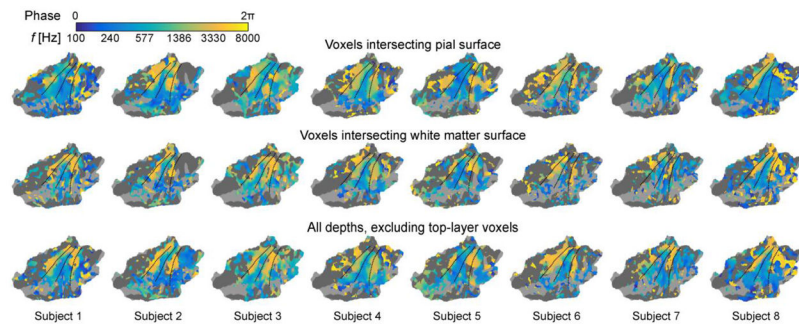 Phase 0 2π
f [Hz] 100 240 577 1386 3330 8000
Voxels intersecting pial surface
Voxels intersecting white matter surface
All depths, excluding top-layer voxels
Subject 1 Subject 2 Subject 3 Subject 4 Subject 5 Subject 6 Subject 7 Subject 8